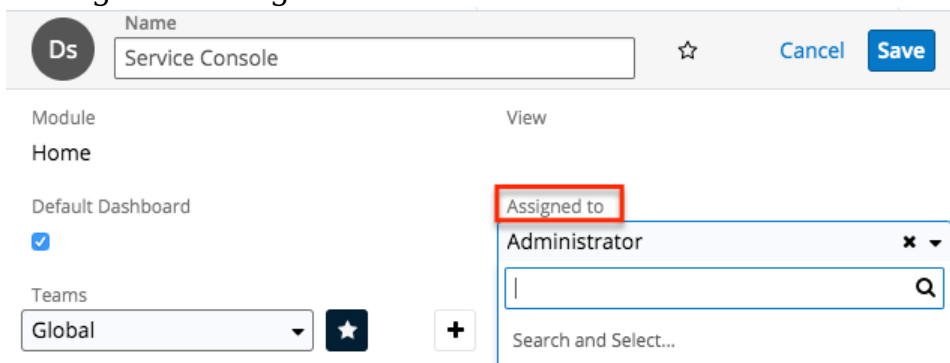 Name
Ds
Service Console
Cancel
Save
Module
View
Home
Default Dashboard
Assigned to
Administrator
Teams
Global
Search and Select...